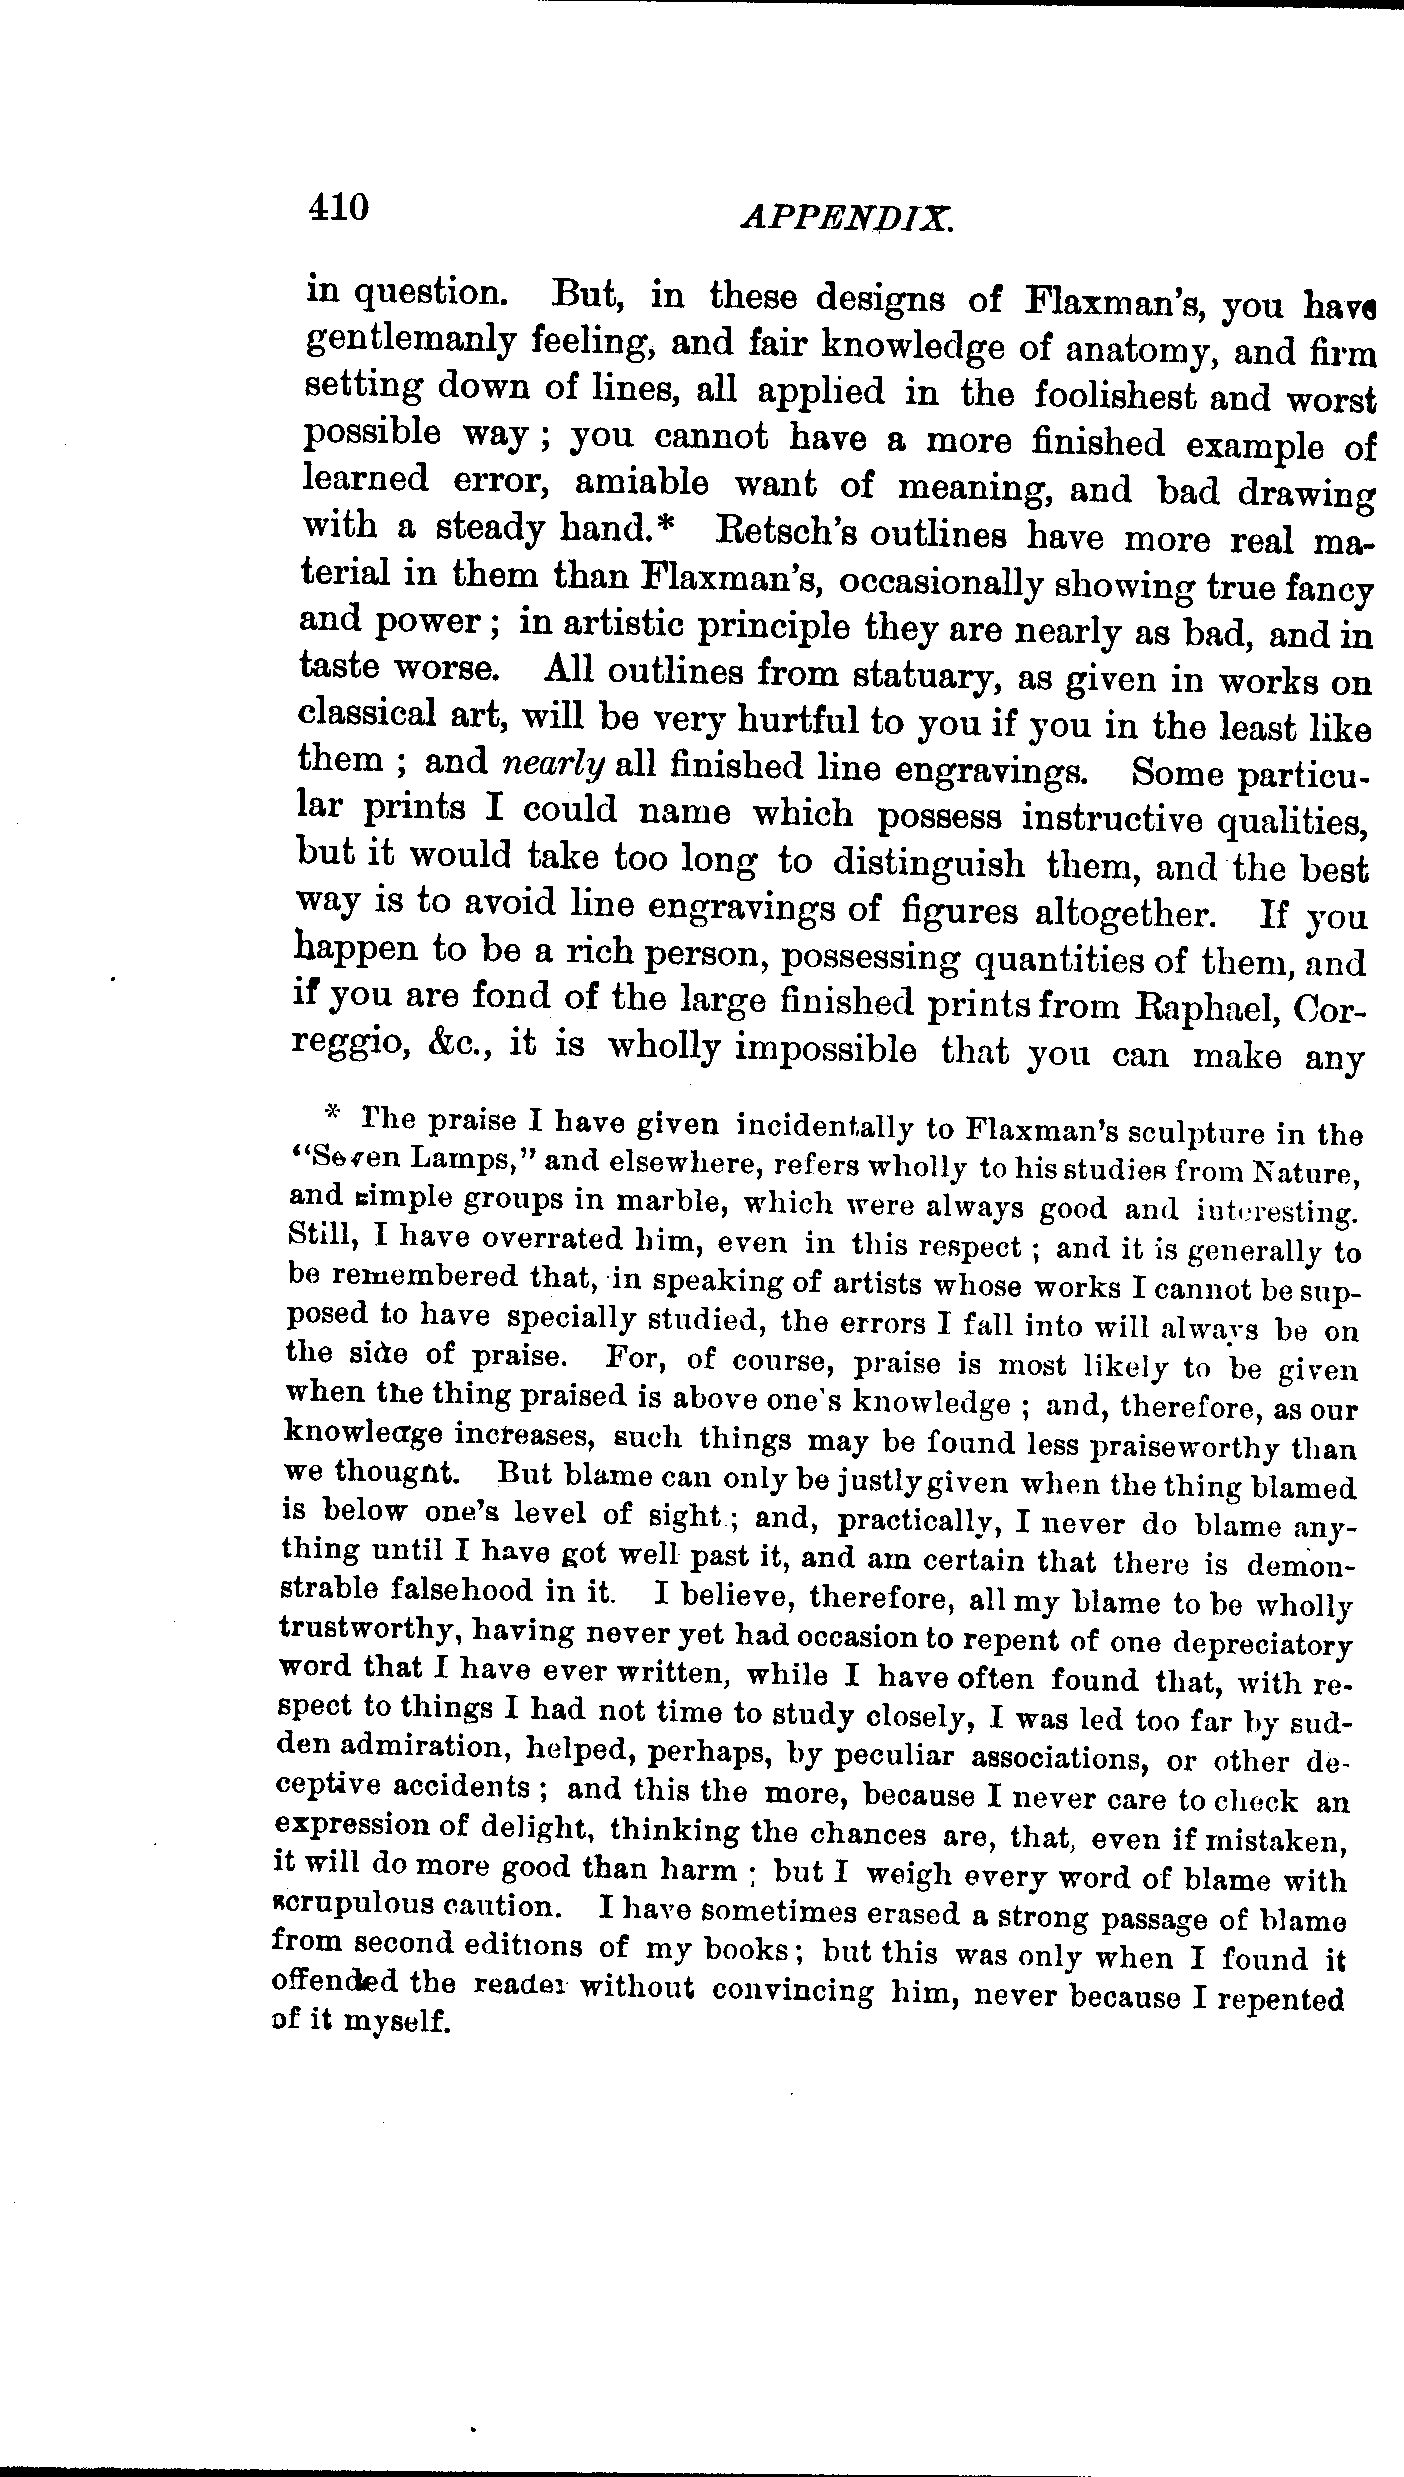 410
APPENDIX.
in question. But, in these designs of Flaxman's, you have
gentlemanly feeling, and fair knowledge of anatomy, and firm
setting down of lines, all applied in the foolishest and worst
possible way ; you cannot have a more finished example of
learned error, amiable want of meaning, and bad drawing
with a steady hand.* Retsch's outlines have more real ma-
terial in them than Flaxman's, occasionally showing true fancy
and power ; in artistic principle they are nearly as bad, and in
taste worse. All outlines from statuary, as given in works on
classical art, will be very hurtful to you if you in the least like
them ; and nearly all finished line engravings. Some particu-
lar prints I could name which possess instructive qualities,
but it would take too long to distinguish them, and the best
way is to avoid line engravings of figures altogether. If you
happen to be a rich person, possessing quantities of them, and
if you are fond of the large finished prints from Raphael, Cor-
reggio, &c., it is wholly impossible that you can make any
* The praise I have given incidentally to Flaxman's sculpture in the
"Seven Lamps," and elsewhere, refers wholly to his studies from Nature,
and simple groups in marble, which were always good and interesting.
Still, I have overrated him, even in this respect ; and it is generally to
be remembered that, in speaking of artists whose works I cannot be sup-
posed to have specially studied, the errors I fall into will always be on
the side of praise. For, of course, praise is most likely to be given
when the thing praised is above one's knowledge ; and, therefore, as our
knowledge increases, such things may be found less praiseworthy than
we thought. But blame can only be justly given when the thing blamed
is below one's level of sight ; and, practically, I never do blame any-
thing until I have got well past it, and am certain that there is demon-
strable falsehood in it. I believe, therefore, all my blame to be wholly
trustworthy, having never yet had occasion to repent of one depreciatory
word that I have ever written, while I have often found that, with re-
spect to things I had not time to study closely, I was led too far by sud-
den admiration, helped, perhaps, by peculiar associations, or other de-
ceptive accidents ; and this the more, because I never care to check an
expression of delight, thinking the chances are, that, even if mistaken,
it will do more good than harm ; but I weigh every word of blame with
scrupulous caution. I have sometimes erased a strong passage of blame
from second editions of my books ; but this was only when I found it
offended the reader without convincing him, never because I repented
of it myself.